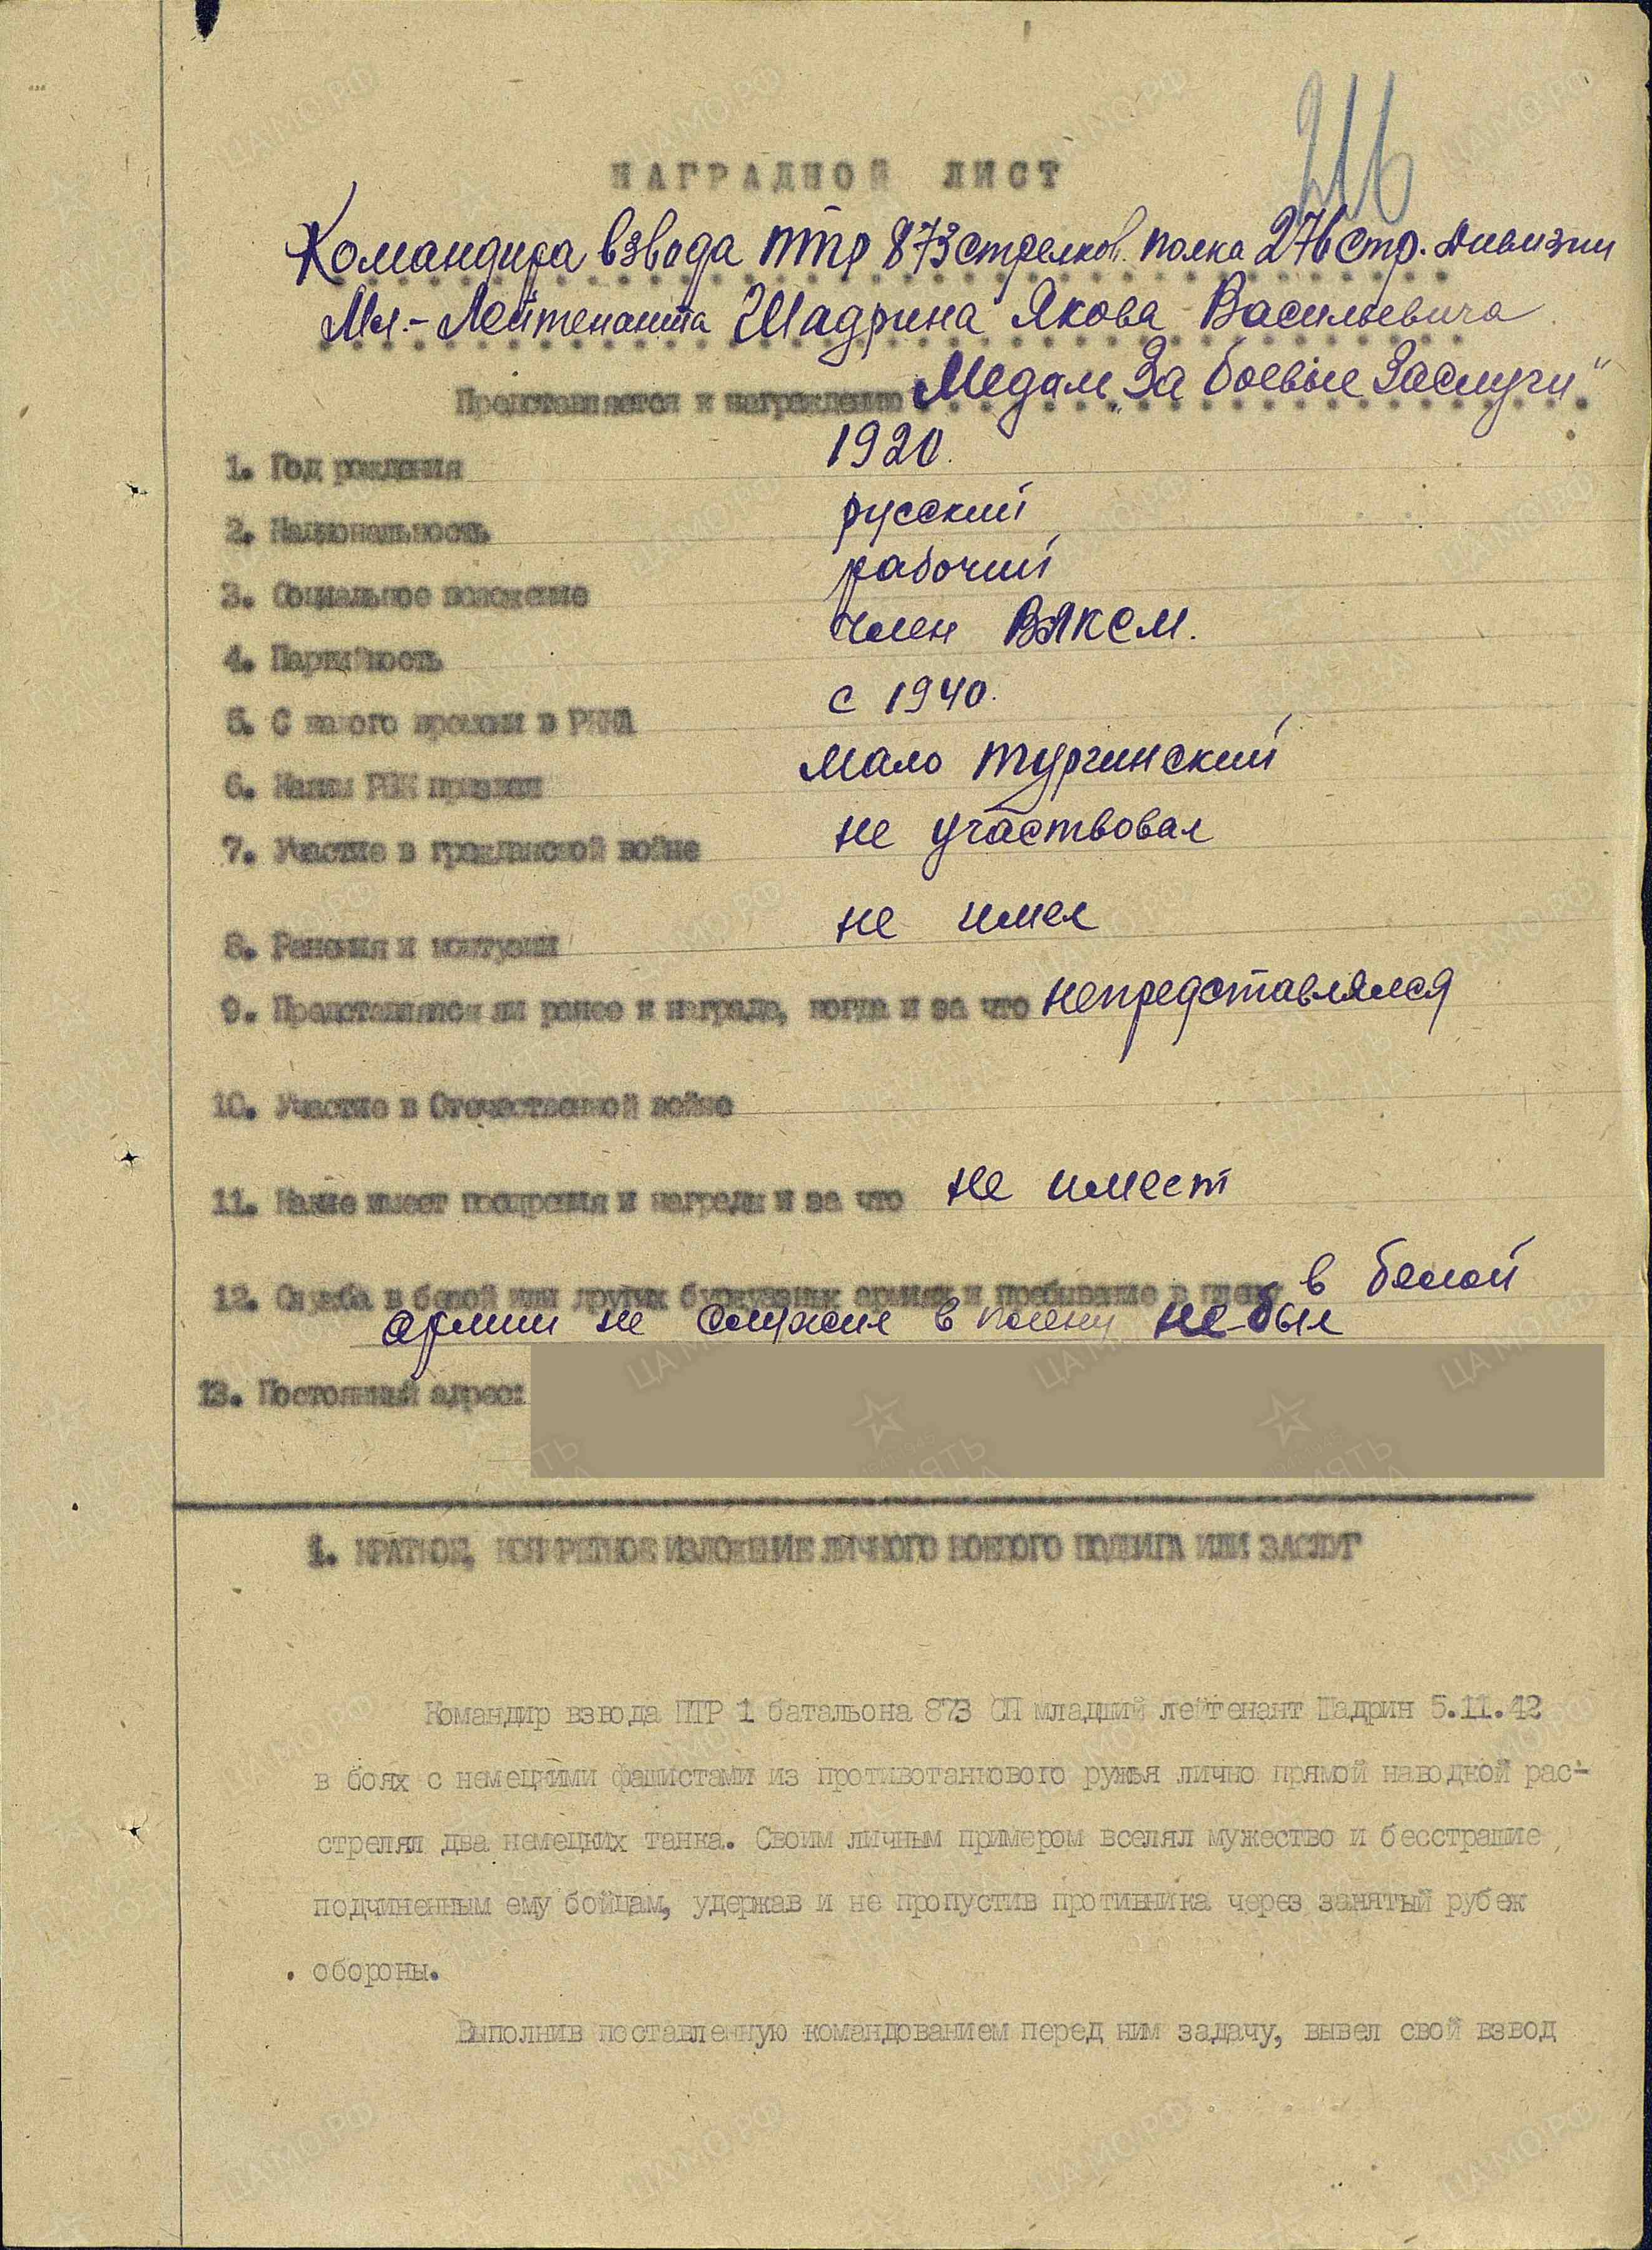 216
НАГРАДНОЙ ЛИСТ
Командира взвода птр 873 стрелков. полка 276 стр. дивизии
Мл.-Лейтенанта Шадрина Якова Васильевича
Представляется к награждению Медаль „За боевые Заслуги"
1. Год рождения 1920.
2. Национальность русский
3. Социальное положение рабочий
4. Партийность член ВЛКСМ.
5. С какого времени в РККА с 1940.
6. Каким РВК призван мало Тургинский
7. Участие в гражданской войне не участвовал
8. Ранения и контузии не имел
9. Представлялся ли ранее к награде, когда и за что непредставлялся
10. Участие в Отечественной войне
11. Какие имеет поощрения и награды и за что не имеет
12. Служба в белой или других буржуазных армиях и пребывание в плену в белой
армии не служил в плену не был
13. Постоянный адрес:
1. КРАТКОЕ, КОНКРЕТНОЕ ИЗЛОЖЕНИЕ ЛИЧНОГО БОЕВОГО ПОДВИГА ИЛИ ЗАСЛУГ
Командир взвода ПТР 1 батальона 873 СП младший лейтенант Шадрин 5.11.42
в боях с немецкими фашистами из противотанкового ружья лично прямой наводкой рас-
стрелял два немецких танка. Своим личным примером вселял мужество и бесстрашие,
подчиненным ему бойцам, удержав и не пропустив противника через занятый рубеж
обороны.
Выполнив поставленную командованием перед ним задачу, вывел свой взвод